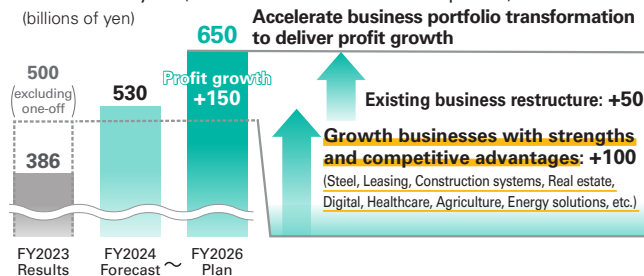 (billions of yen)
Accelerate business portfolio transformation
to deliver profit growth
650
500
(excluding
one-off)
530
Profit growth
+150
386
Existing business restructure: +50
Growth businesses with strengths
and competitive advantages: +100
(Steel, Leasing, Construction systems, Real estate,
Digital, Healthcare, Agriculture, Energy solutions, etc.)
FY2023
Results
FY2024
Forecast
~
FY2026
Plan